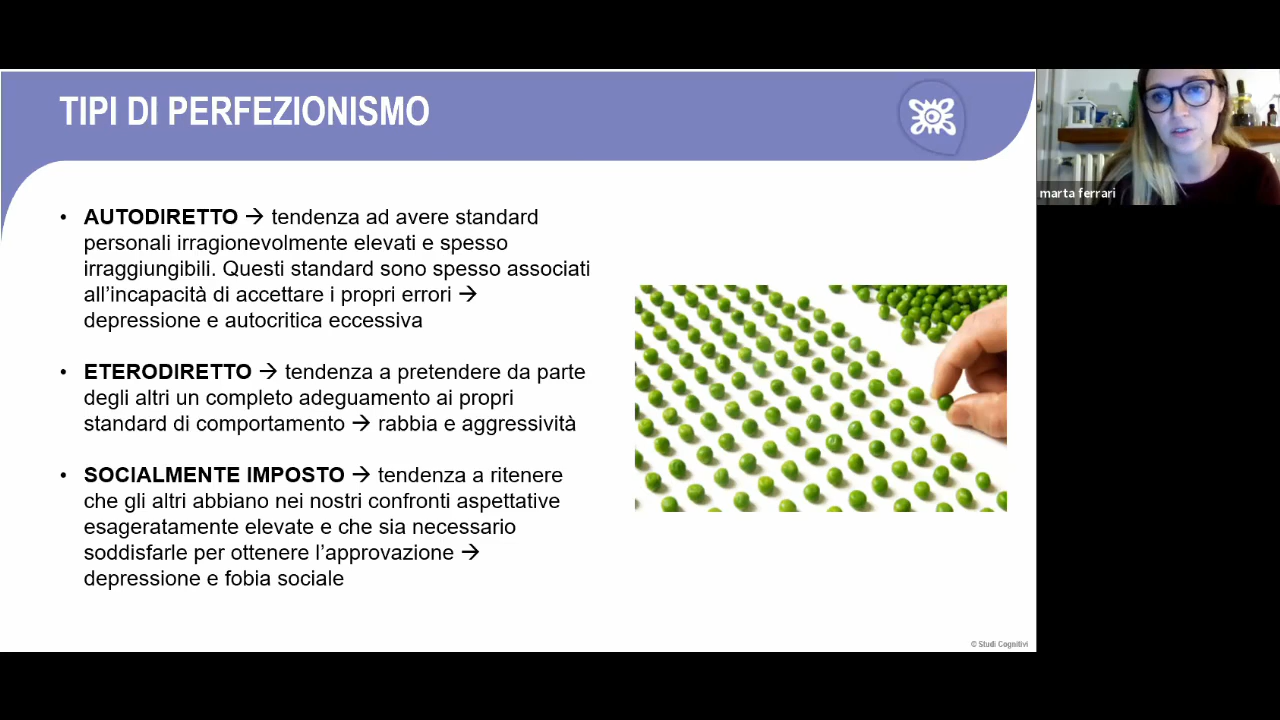 TIPI DI PERFEZIONISMO
• AUTODIRETTO → tendenza ad avere standard
personali irragionevolmente elevati e spesso
irraggiungibili. Questi standard sono spesso associati
all’incapacità di accettare i propri errori →
depressione e autocritica eccessiva
• ETERODIRETTO → tendenza a pretendere da parte
degli altri un completo adeguamento ai propri
standard di comportamento → rabbia e aggressività
• SOCIALMENTE IMPOSTO → tendenza a ritenere
che gli altri abbiano nei nostri confronti aspettative
esageratamente elevate e che sia necessario
soddisfarle per ottenere l’approvazione →
depressione e fobia sociale
© Studi Cognitivi
marta ferrari